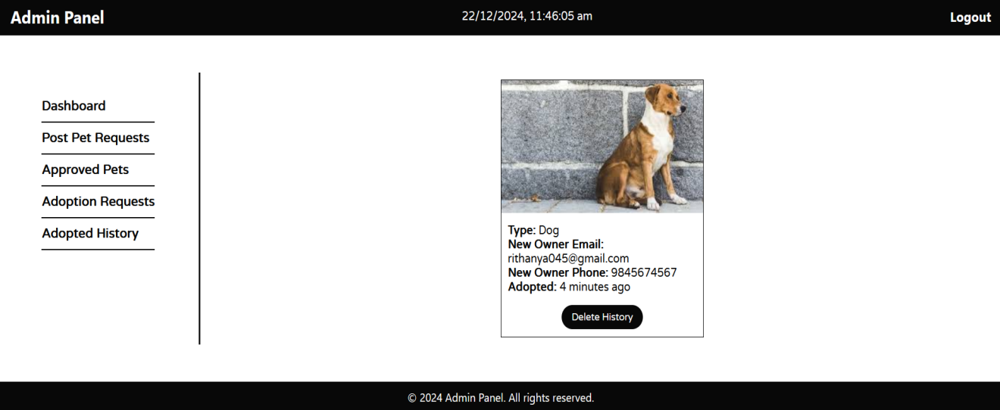 Admin Panel
22/12/2024, 11:46:05 am
Logout
Dashboard
Post Pet Requests
Approved Pets
Adoption Requests
Adopted History
Type: Dog
New Owner Email:
rithanya045@gmail.com
New Owner Phone: 9845674567
Adopted: 4 minutes ago
Delete History
© 2024 Admin Panel. All rights reserved.